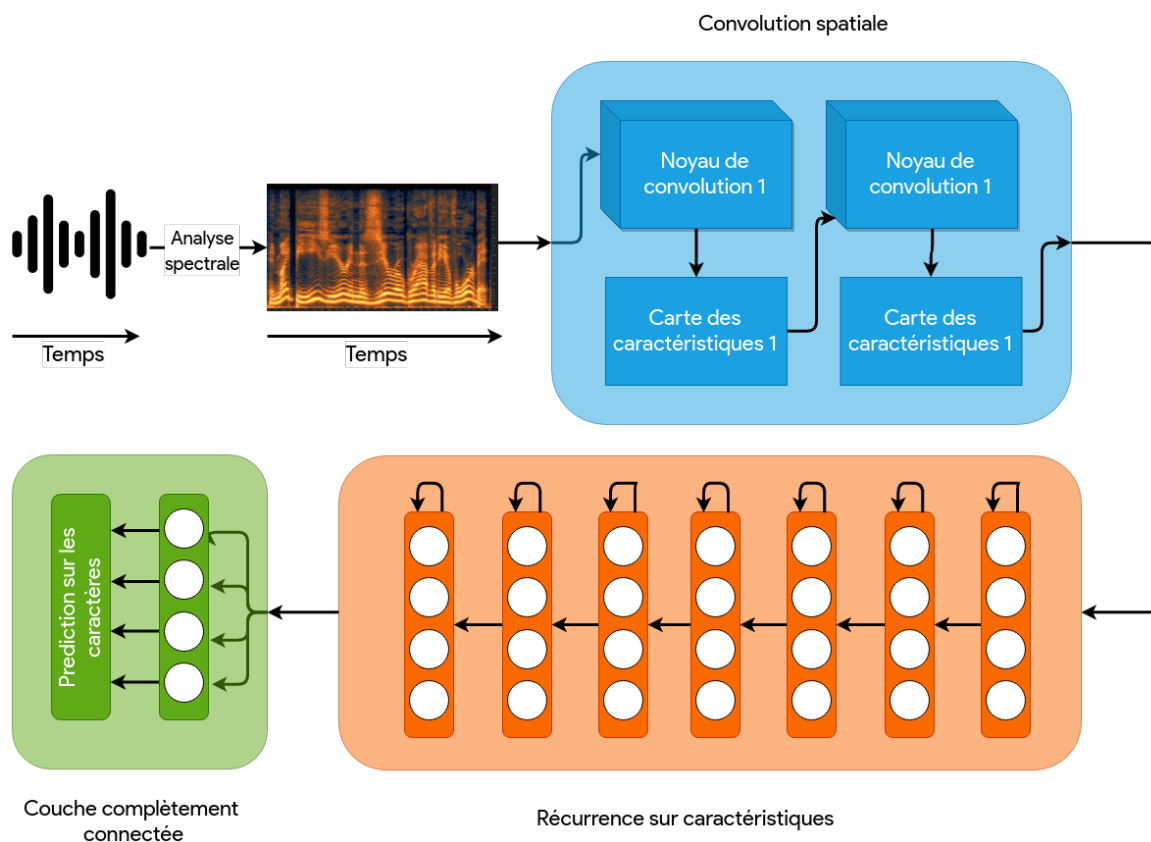 Convolution spatiale
Noyau de
convolution 1
Noyau de
convolution 1
Analyse
spectrale
Carte des
caractéristiques 1
Carte des
caractéristiques 1
Temps
Temps
Prediction sur les
caractères
Couche complètement
connectée
Récurrence sur caractéristiques